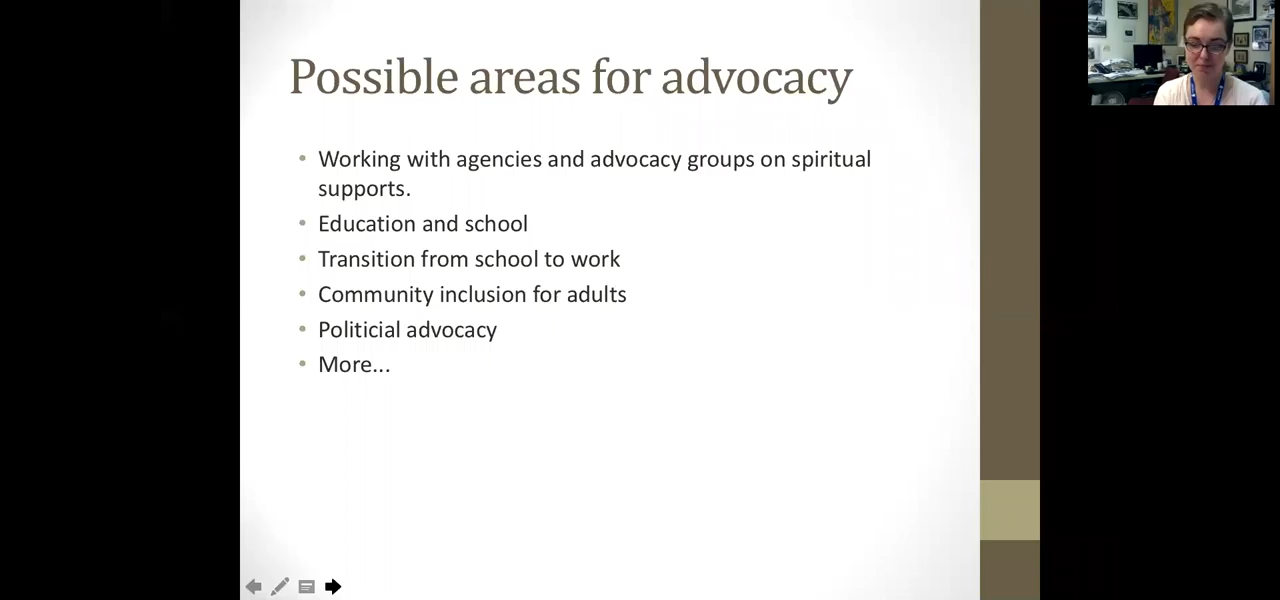 Possible areas for advocacy
• Working with agencies and advocacy groups on spiritual
supports.
• Education and school
• Transition from school to work
• Community inclusion for adults
• Politicial advocacy
• More...